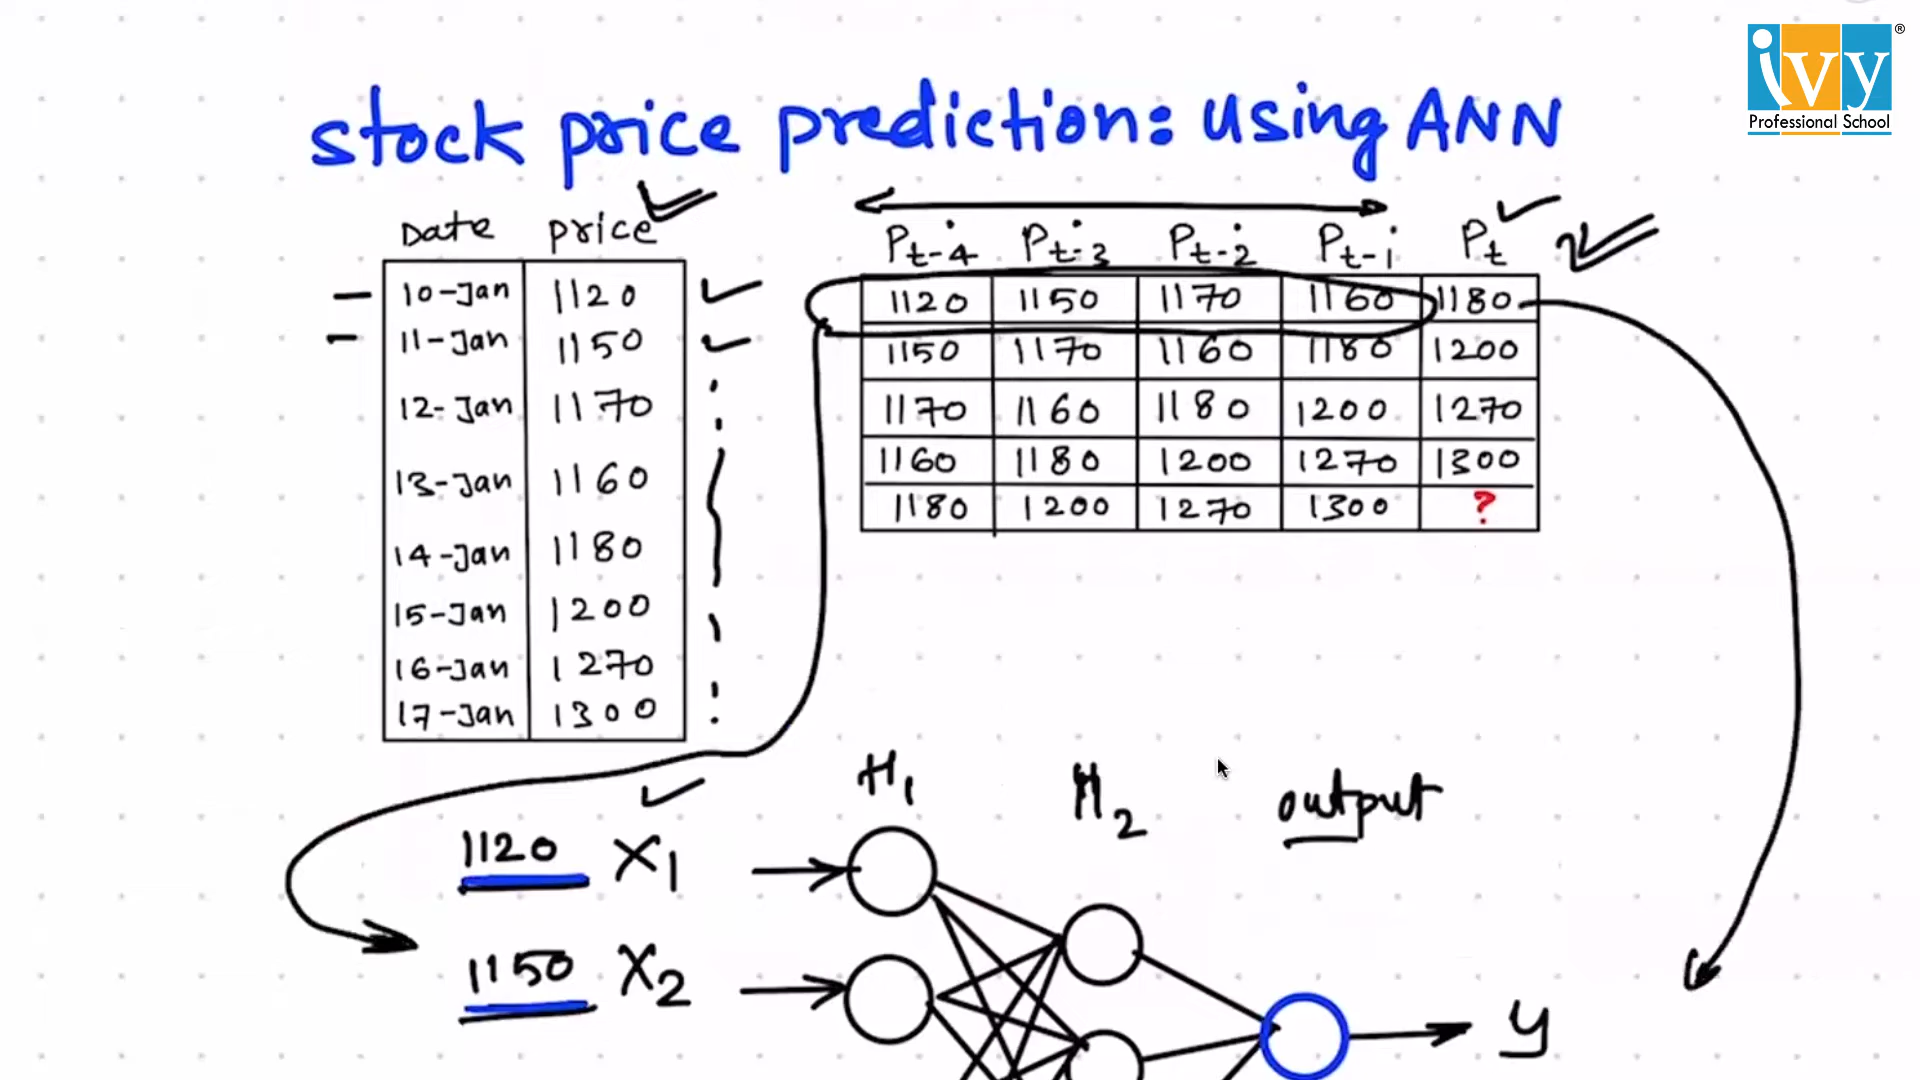 ivy®
Professional School
stock price prediction: using ANN
Date price
10-Jan 1120
11-Jan 1150
12-Jan 1170
13-Jan 1160
14-Jan 1180
15-Jan 1200
16-Jan 1270
17-Jan 1300
Pt-4 Pt-3 Pt-2 Pt-1 Pt
1120 1150 1170 1160 1180
1150 1170 1160 1180 1200
1170 1160 1180 1200 1270
1160 1180 1200 1270 1300
1180 1200 1270 1300 ?
H1 H2 output
1120 X1
1150 X2
y